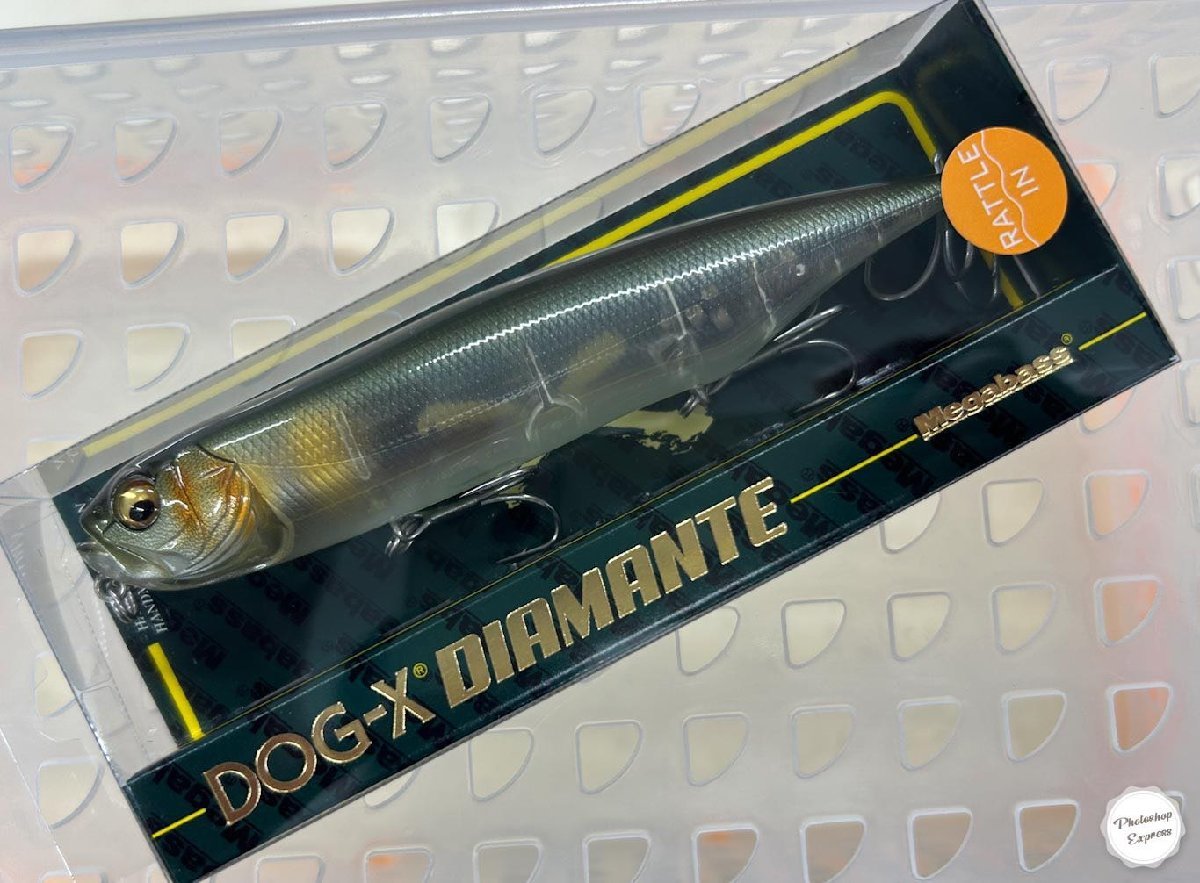 RATTLE
IN
Megabass®
DOG-X® DIAMANTE
Photoshop
Express